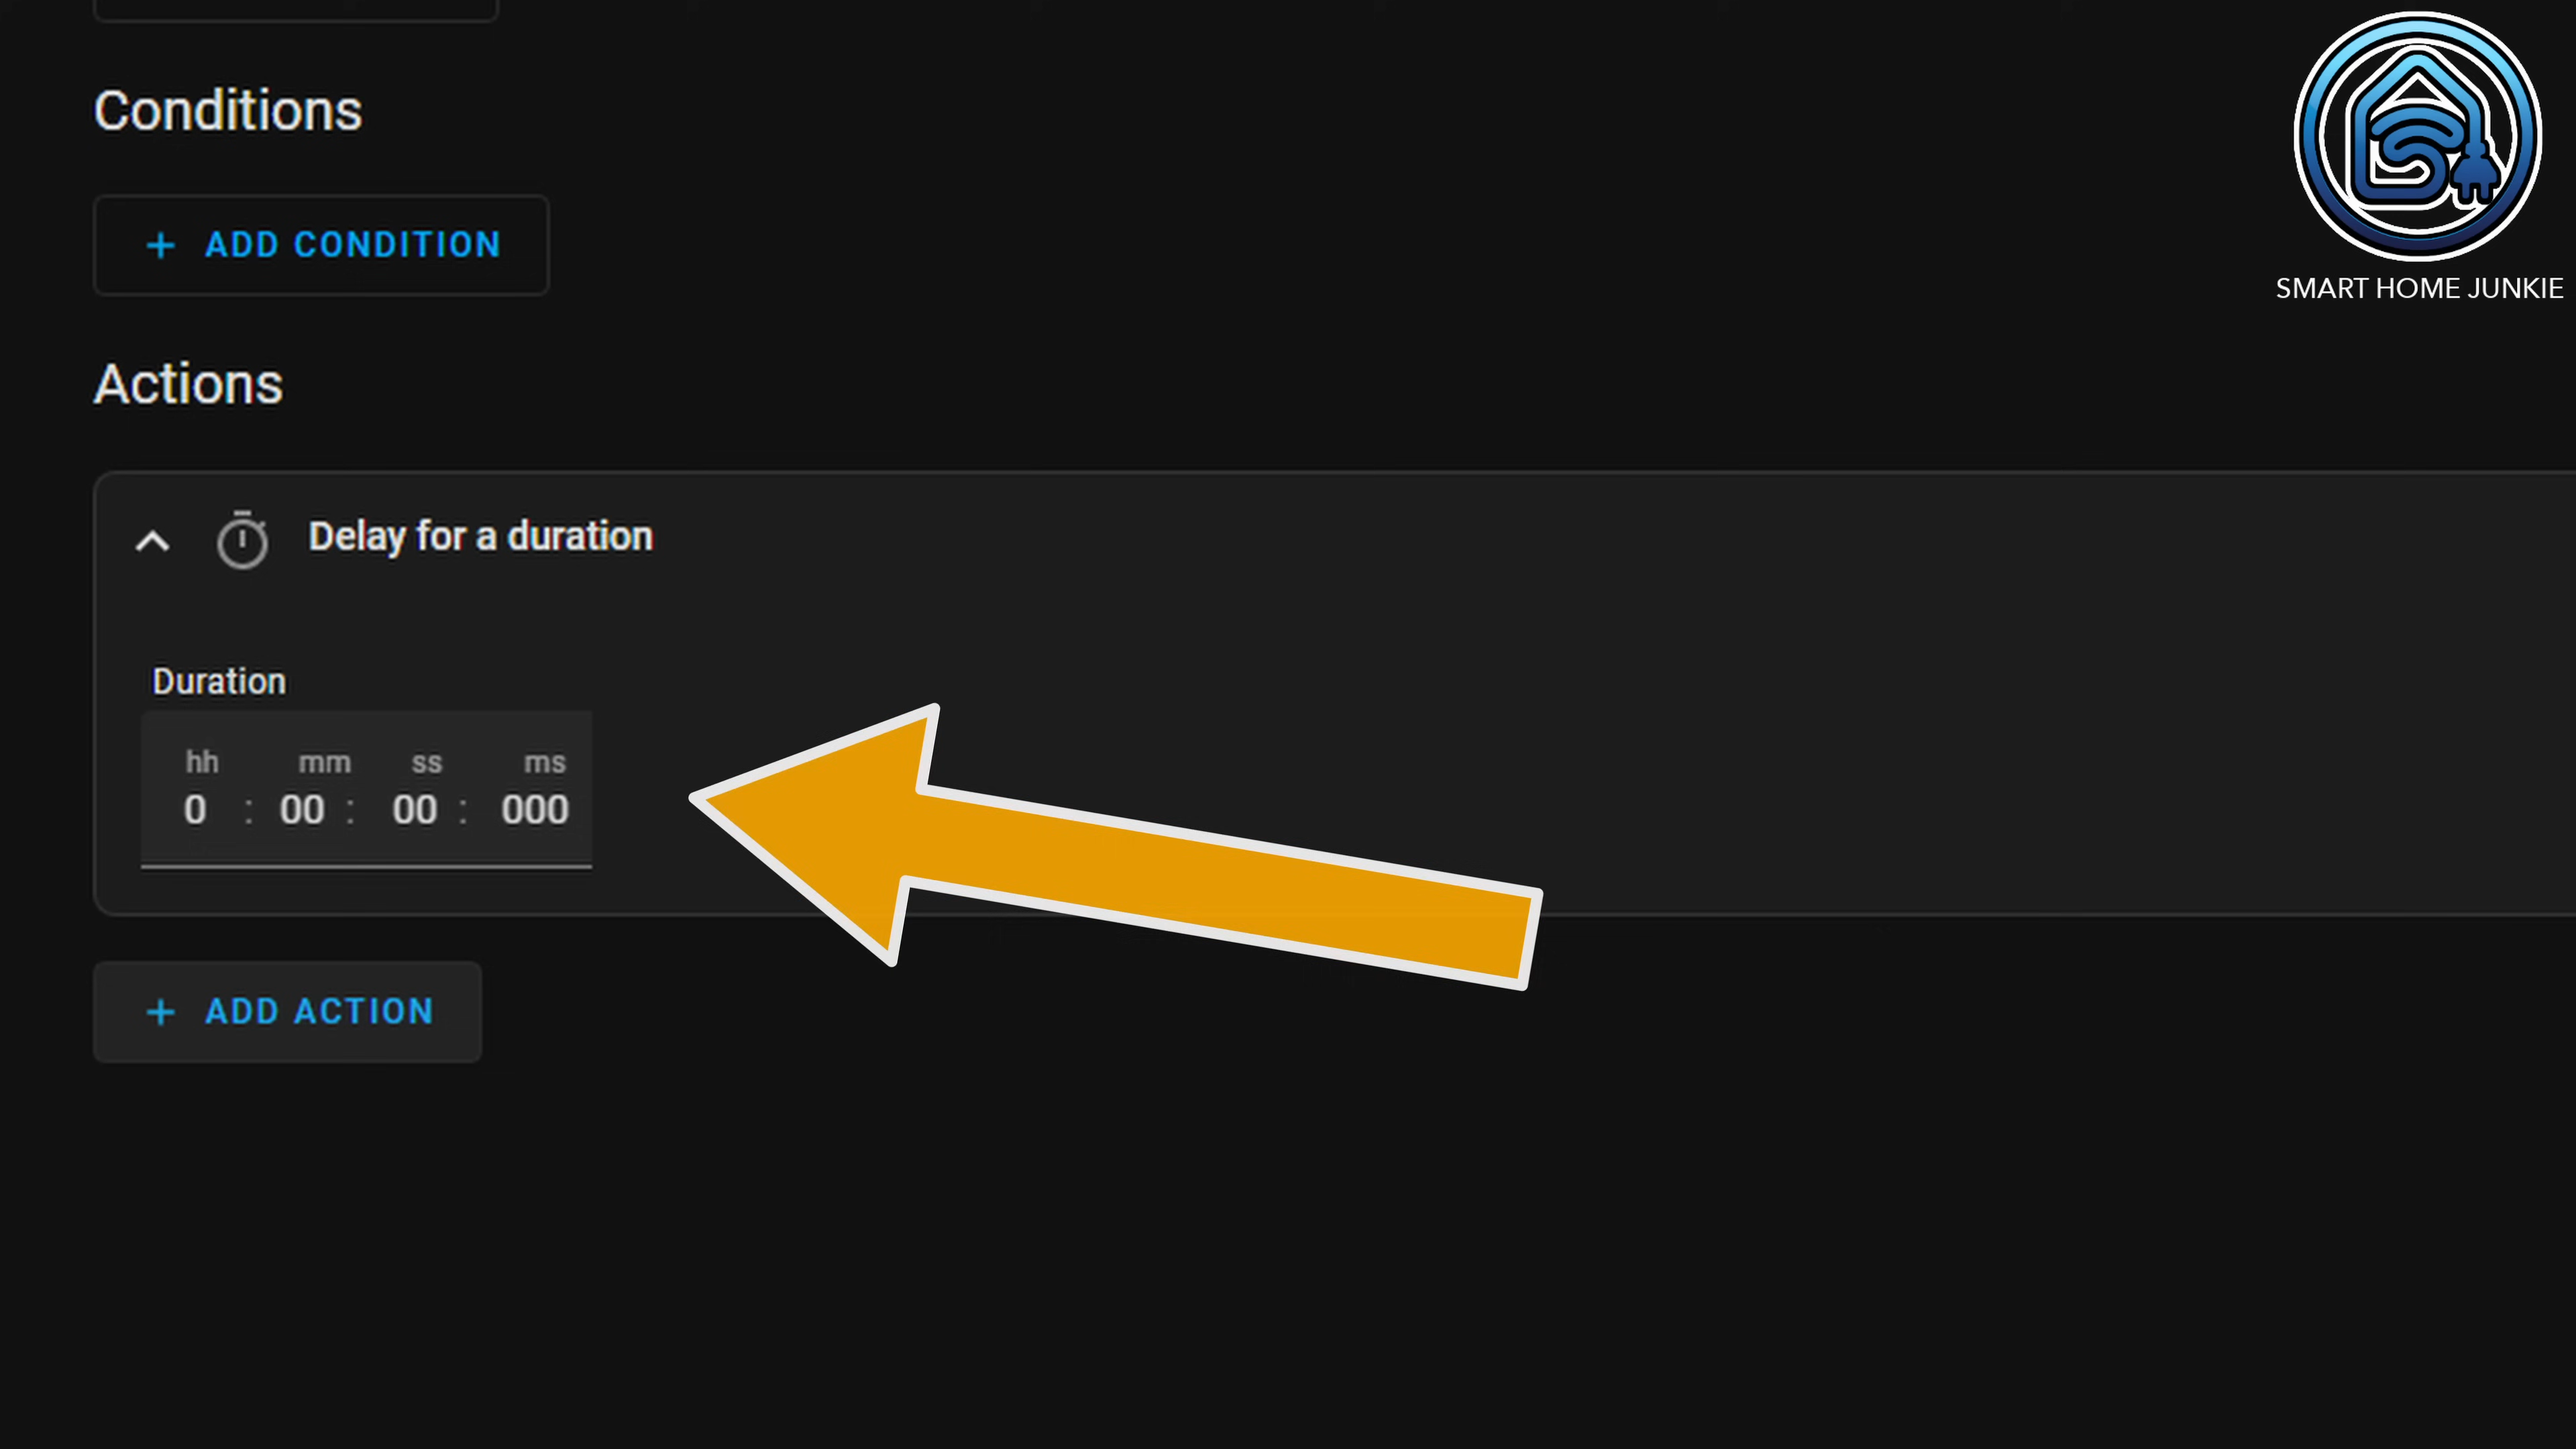 Conditions
+ ADD CONDITION
SMART HOME JUNKIE
Actions
Delay for a duration
Duration
hh mm ss ms
0 : 00 : 00 : 000
+ ADD ACTION